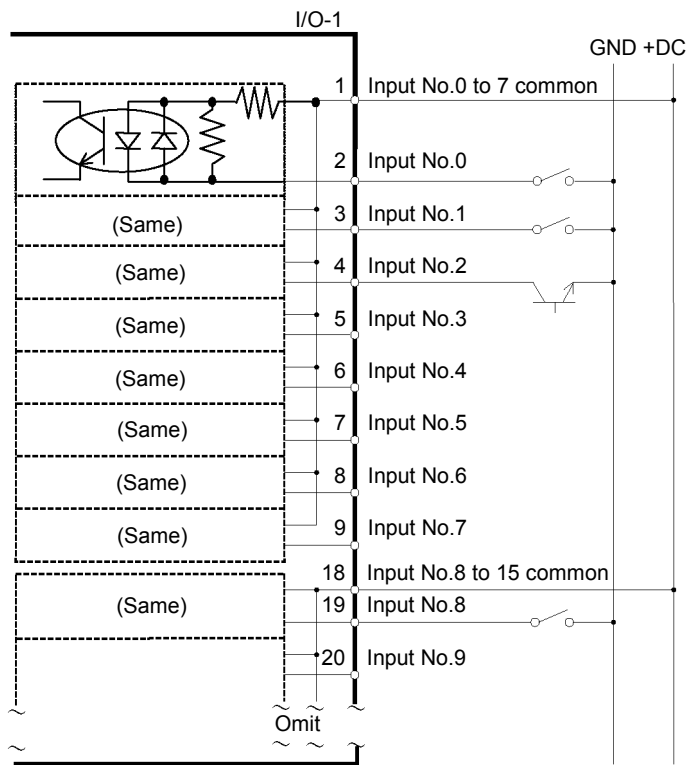 I/O-1
GND +DC
1 Input No.0 to 7 common
2 Input No.0
(Same) 3 Input No.1
(Same) 4 Input No.2
(Same) 5 Input No.3
(Same) 6 Input No.4
(Same) 7 Input No.5
(Same) 8 Input No.6
(Same) 9 Input No.7
18 Input No.8 to 15 common
(Same) 19 Input No.8
20 Input No.9
Omit